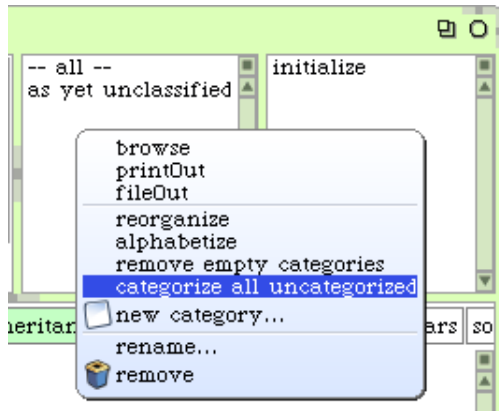 -- all --
as yet unclassified
initialize
browse
printOut
fileOut
reorganize
alphabetize
remove empty categories
categorize all uncategorized
new category...
rename...
remove
heritan
ars
so